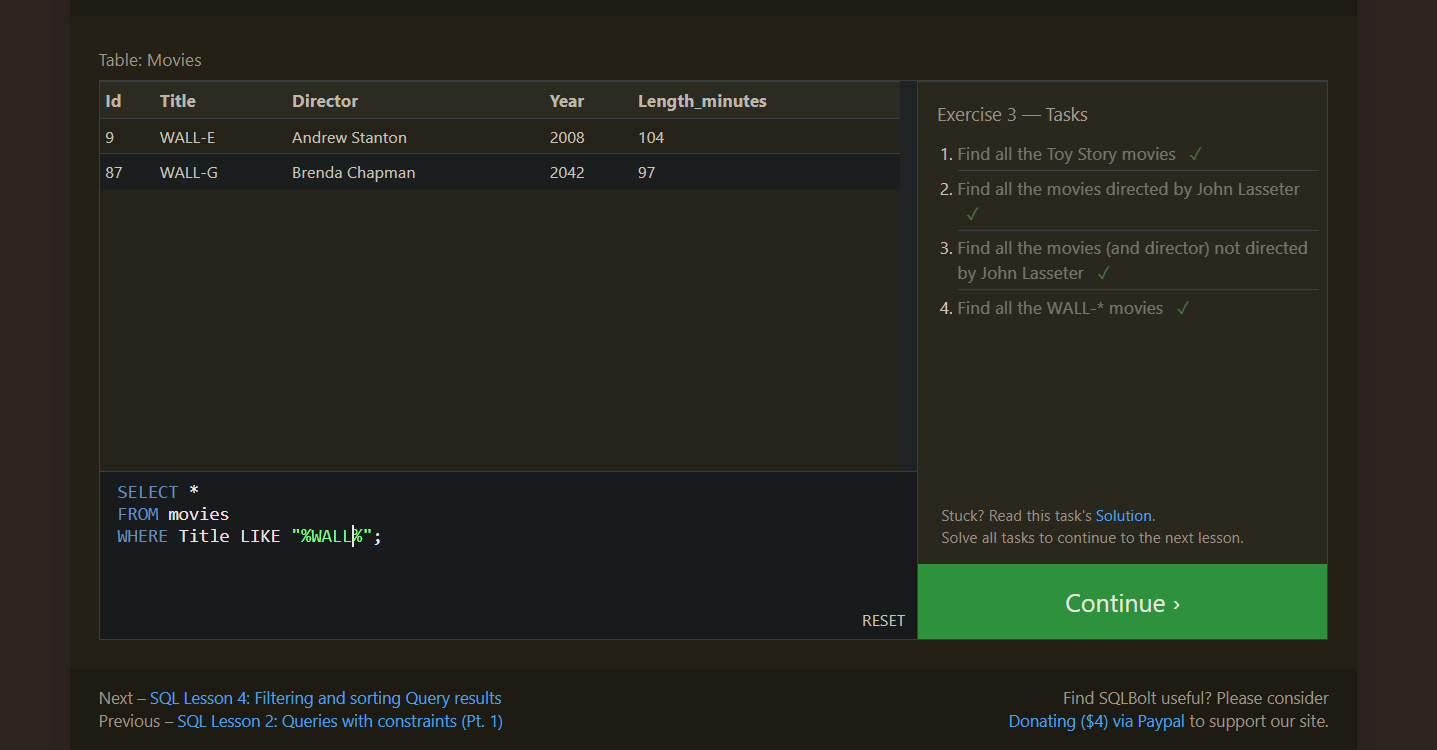 Table: Movies
Id Title Director Year Length_minutes
9 WALL-E Andrew Stanton 2008 104
87 WALL-G Brenda Chapman 2042 97
SELECT *
FROM movies
WHERE Title LIKE "%WALL%";
RESET
Exercise 3 — Tasks
1. Find all the Toy Story movies ✓
2. Find all the movies directed by John Lasseter
✓
3. Find all the movies (and director) not directed
by John Lasseter ✓
4. Find all the WALL-* movies ✓
Stuck? Read this task's Solution.
Solve all tasks to continue to the next lesson.
Continue ›
Next – SQL Lesson 4: Filtering and sorting Query results
Previous – SQL Lesson 2: Queries with constraints (Pt. 1)
Find SQLBolt useful? Please consider
Donating ($4) via Paypal to support our site.